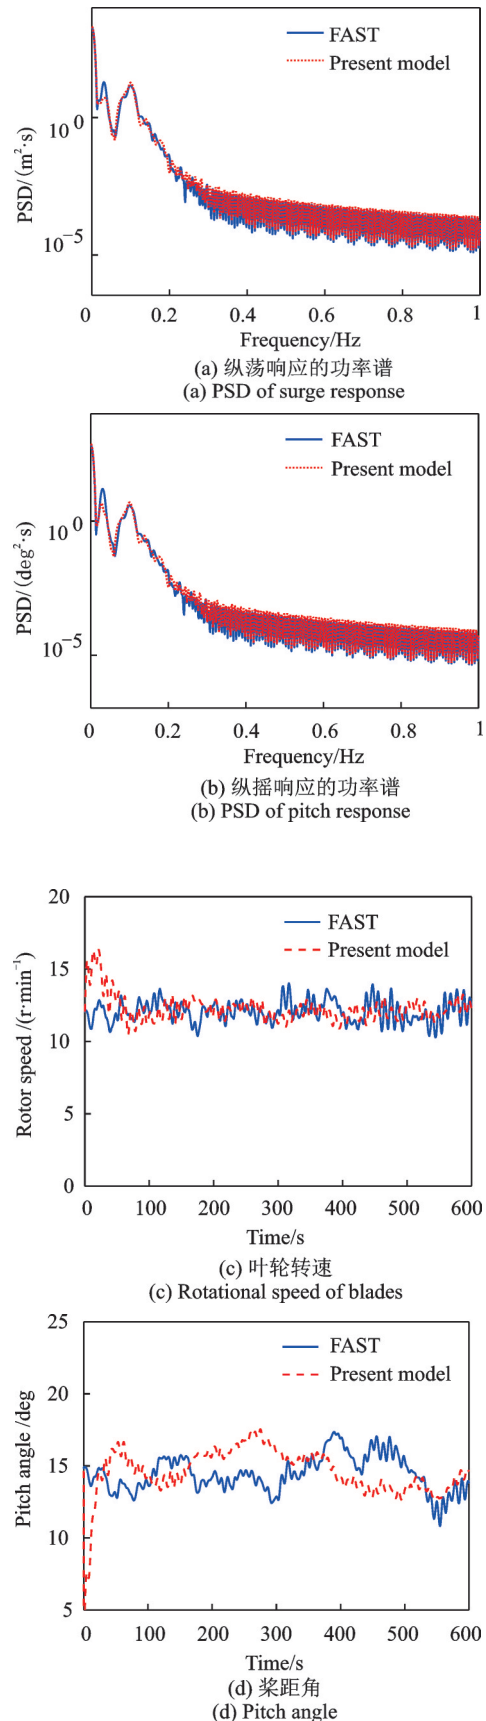 FAST
Present model
10^0
10^-5
PSD/(m²·s)
0 0.2 0.4 0.6 0.8 1
Frequency/Hz
(a) 纵荡响应的功率谱
(a) PSD of surge response
FAST
Present model
10^0
10^-5
PSD/(deg²·s)
0 0.2 0.4 0.6 0.8 1
Frequency/Hz
(b) 纵摇响应的功率谱
(b) PSD of pitch response
20
15
10
5
0
FAST
Present model
Rotor speed /(r·min⁻¹)
0 100 200 300 400 500 600
Time/s
(c) 叶轮转速
(c) Rotational speed of blades
25
20
15
10
5
FAST
Present model
Pitch angle /deg
0 100 200 300 400 500 600
Time/s
(d) 桨距角
(d) Pitch angle